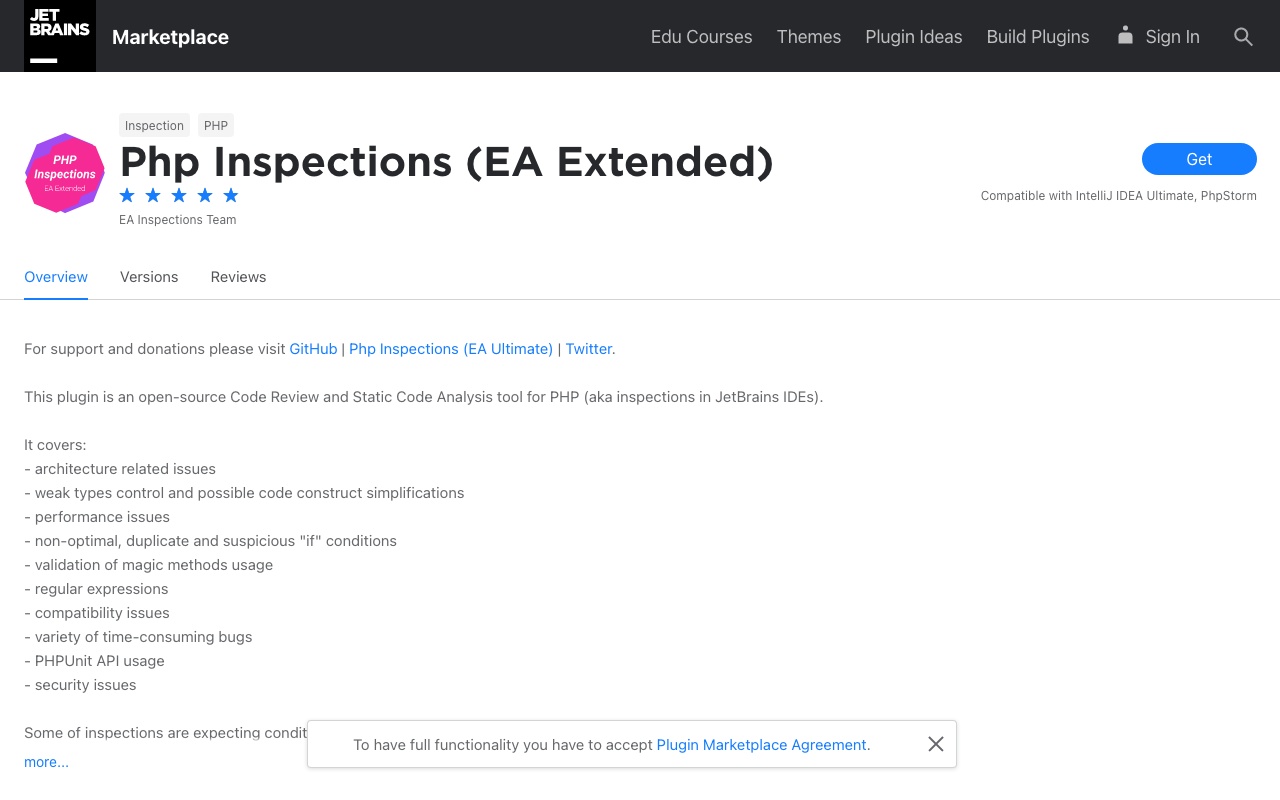 JET
BRAINS
Marketplace
Edu Courses
Themes
Plugin Ideas
Build Plugins
Sign In
Inspection
PHP
PHP
Inspections
EA Extended
Php Inspections (EA Extended)
Get
Compatible with IntelliJ IDEA Ultimate, PhpStorm
EA Inspections Team
Overview
Versions
Reviews
For support and donations please visit GitHub | Php Inspections (EA Ultimate) | Twitter.
This plugin is an open-source Code Review and Static Code Analysis tool for PHP (aka inspections in JetBrains IDEs).
It covers:
- architecture related issues
- weak types control and possible code construct simplifications
- performance issues
- non-optimal, duplicate and suspicious "if" conditions
- validation of magic methods usage
- regular expressions
- compatibility issues
- variety of time-consuming bugs
- PHPUnit API usage
- security issues
Some of inspections are expecting
more...
To have full functionality you have to accept Plugin Marketplace Agreement.